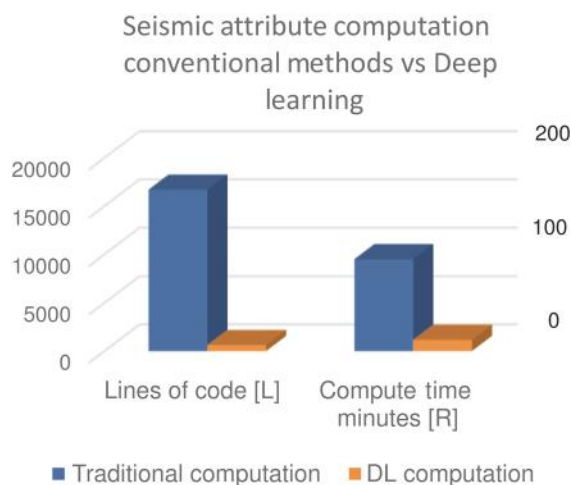 Seismic attribute computation
conventional methods vs Deep
learning
200
20000
15000
100
10000
5000
0
0
Lines of code [L]
Compute time
minutes [R]
Traditional computation
DL computation